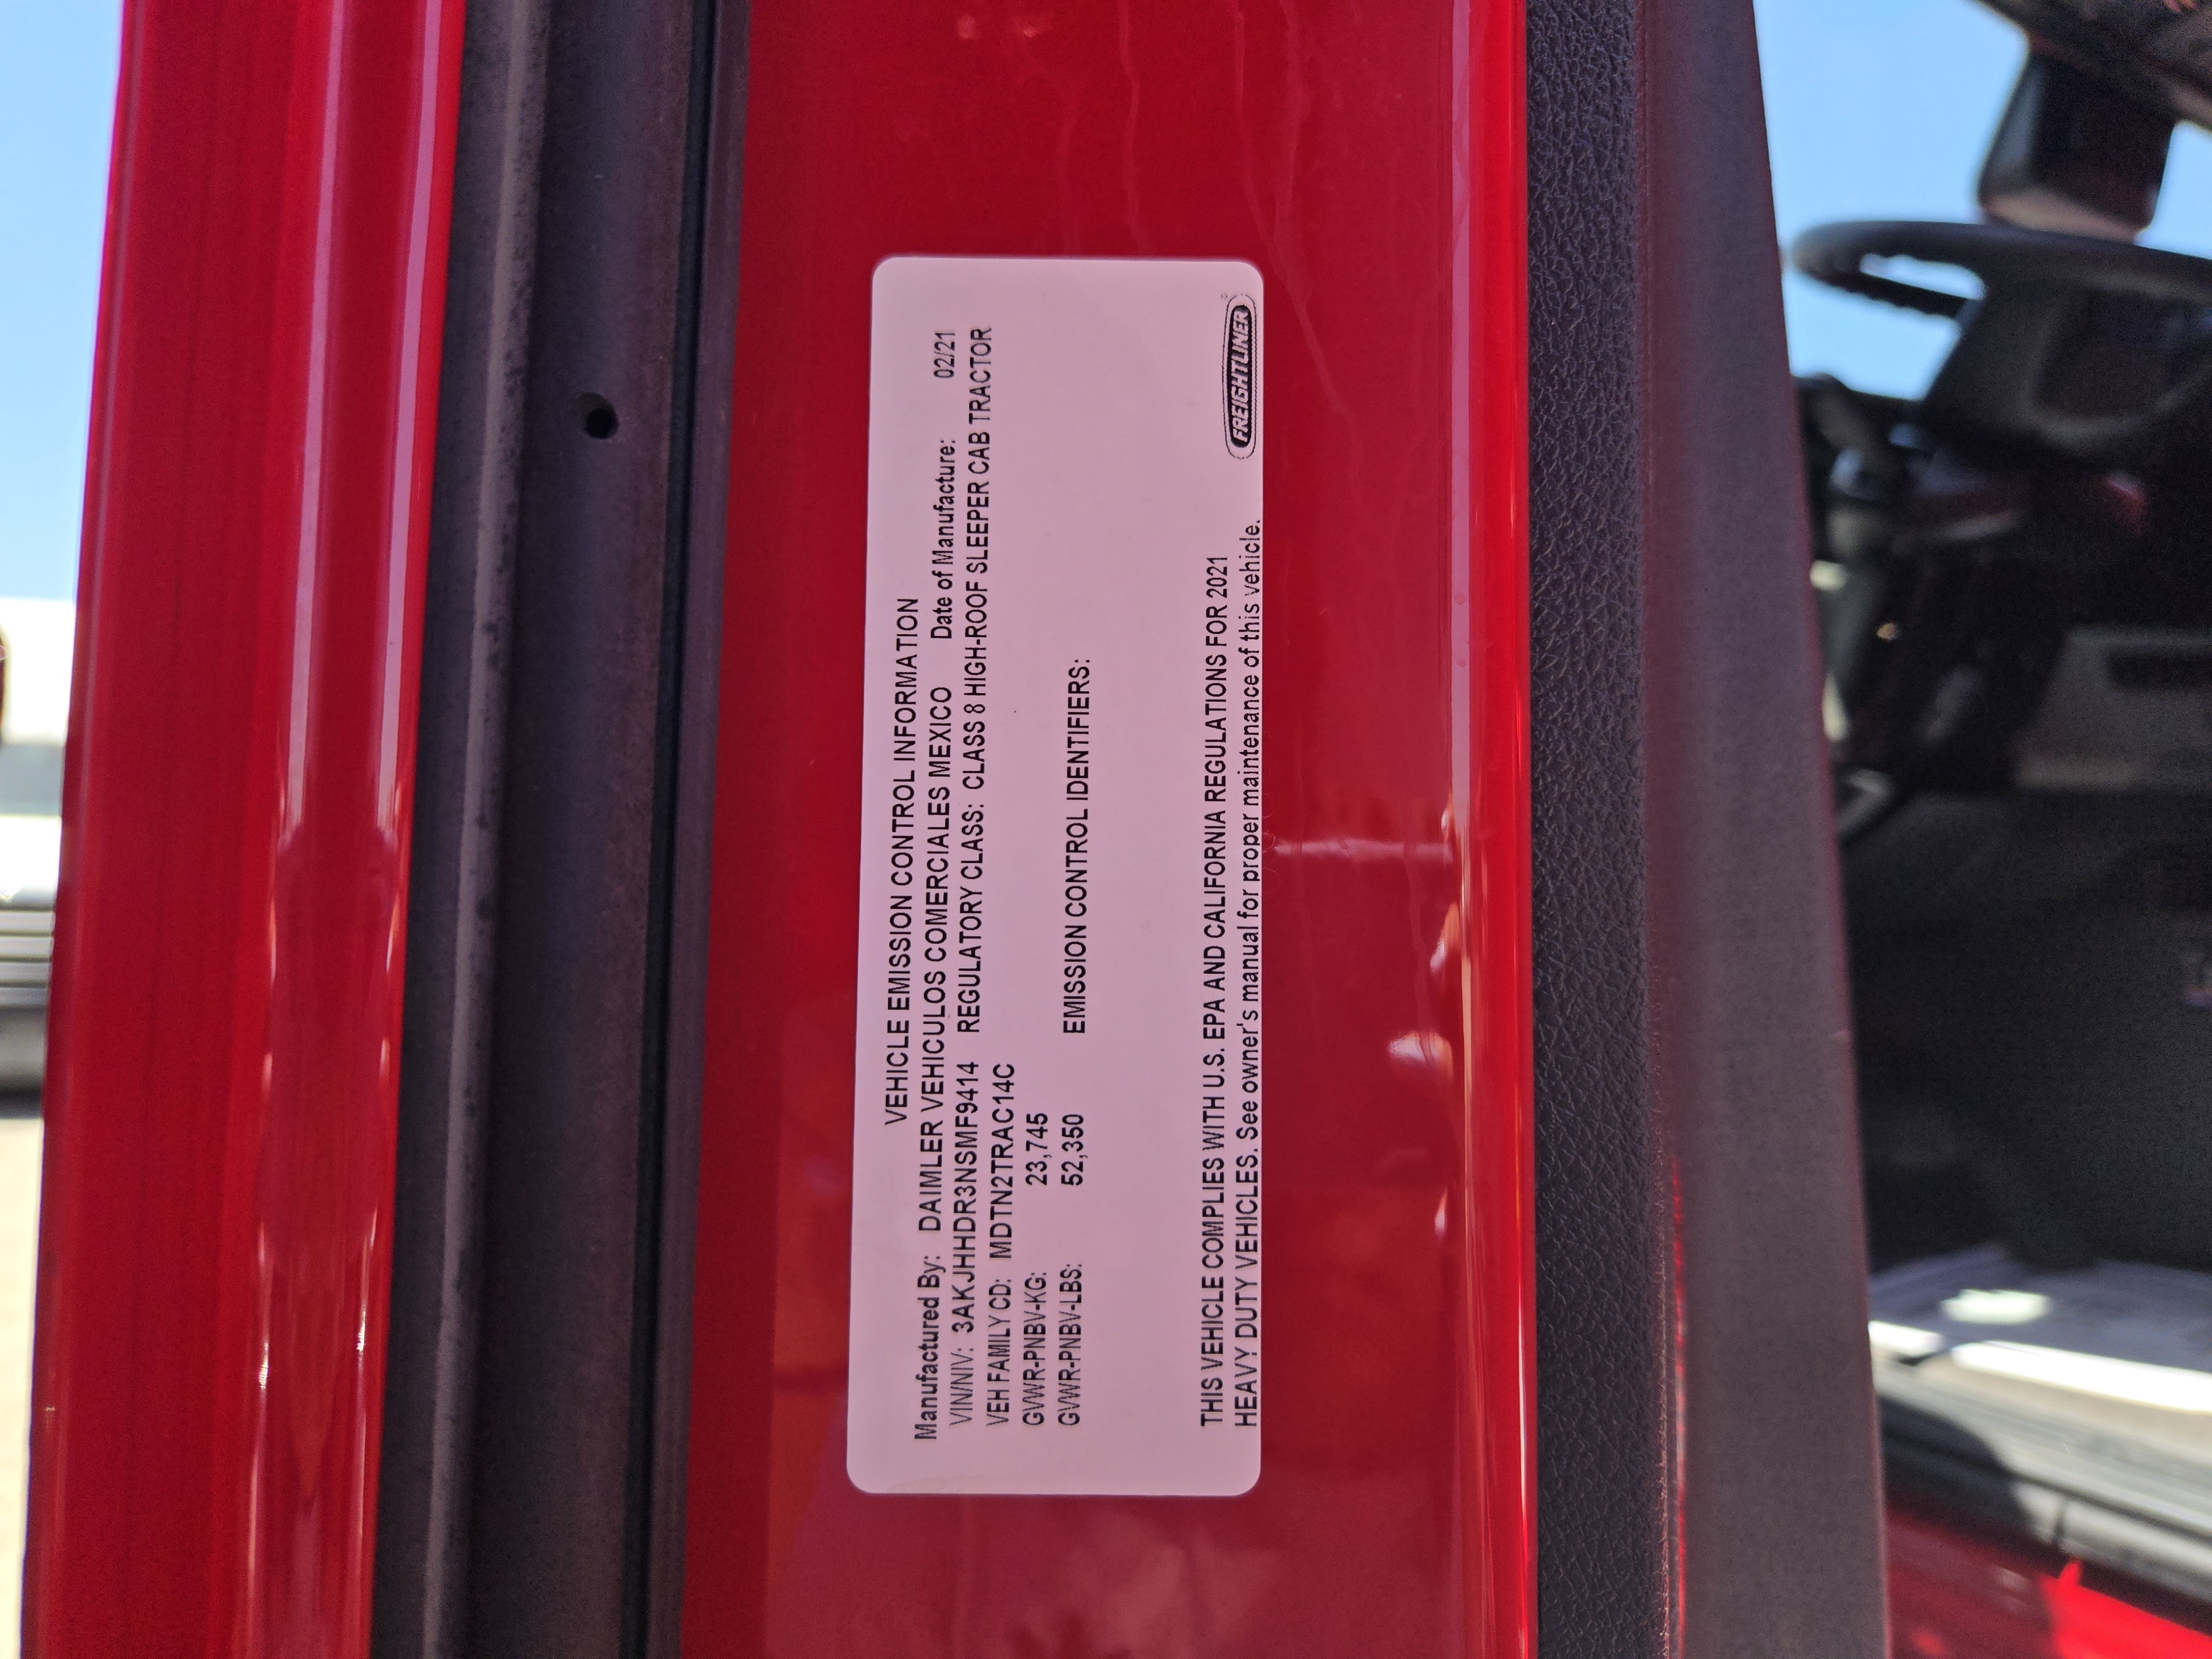 VEHICLE EMISSION CONTROL INFORMATION
Manufactured By: DAIMLER VEHICULOS COMERCIALES MEXICO Date of Manufacture: 02/21
VIN/NIV: 3AKJHHDR3NSMF9414 REGULATORY CLASS: CLASS 8 HIGH-ROOF SLEEPER CAB TRACTOR
VEH FAMILY CD: MDTN2TRAC14C
GVWR-PNBV-KG: 23,745
GVWR-PNBV-LBS: 52,350 EMISSION CONTROL IDENTIFIERS:
THIS VEHICLE COMPLIES WITH U.S. EPA AND CALIFORNIA REGULATIONS FOR 2021
HEAVY DUTY VEHICLES. See owner's manual for proper maintenance of this vehicle.
FREIGHTLINER